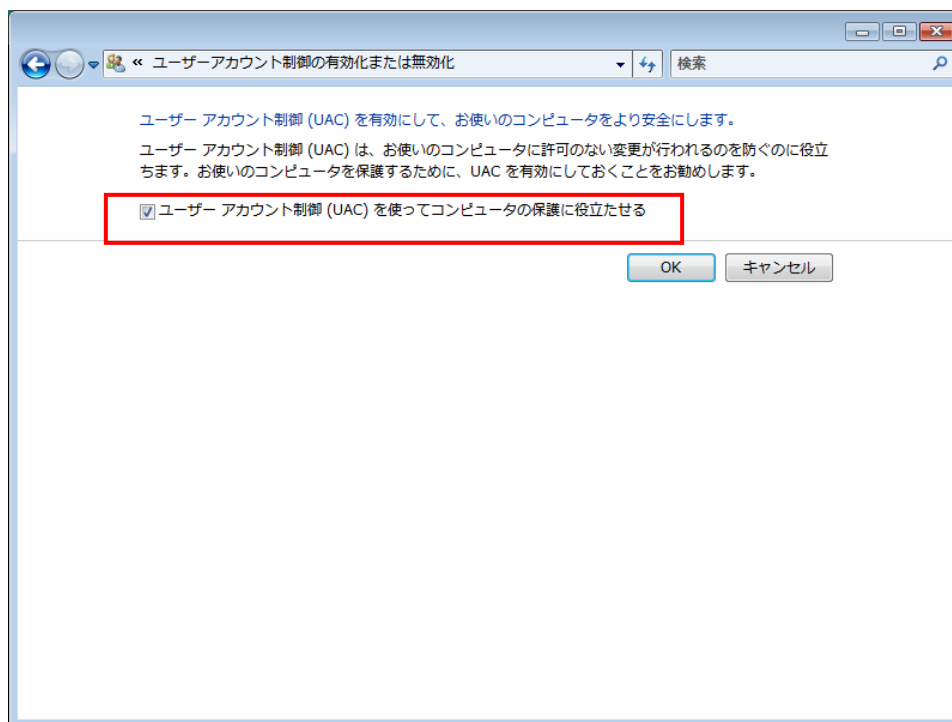 « ユーザーアカウント制御の有効化または無効化
検索
ユーザー アカウント制御 (UAC) を有効にして、お使いのコンピュータをより安全にします。
ユーザー アカウント制御 (UAC) は、お使いのコンピュータに許可のない変更が行われるのを防ぐのに役立
ちます。お使いのコンピュータを保護するために、UAC を有効にしておくことをお勧めします。
ユーザー アカウント制御 (UAC) を使ってコンピュータの保護に役立たせる
OK
キャンセル